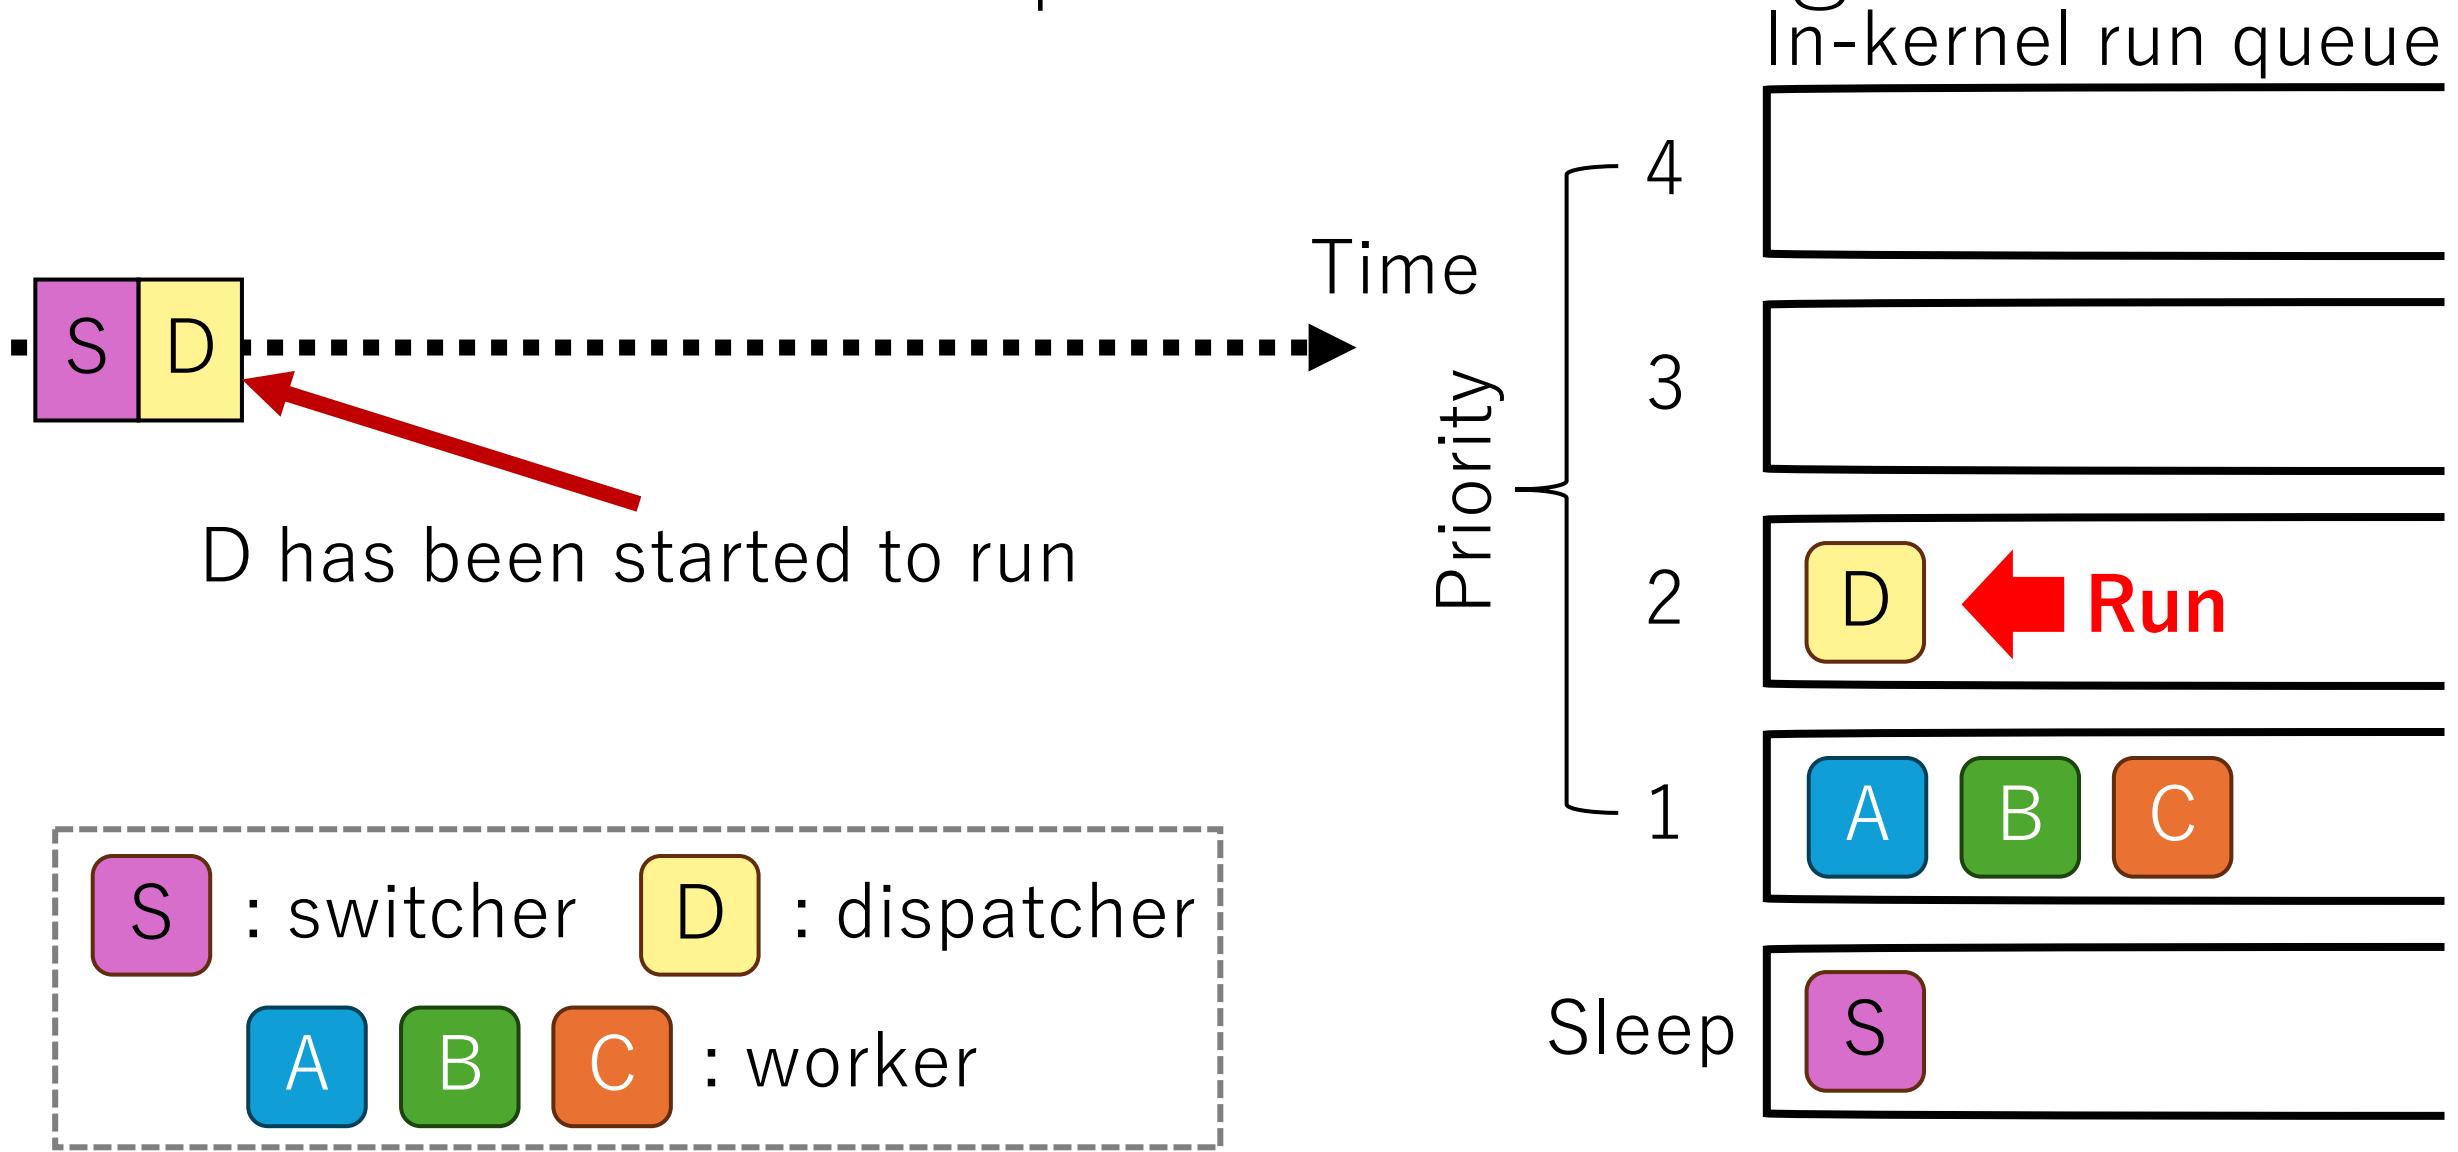 In-kernel run queue
4
Time
S D
3
Priority
D has been started to run
2
D Run
1
A B C
S : switcher D : dispatcher
A B C : worker
Sleep
S